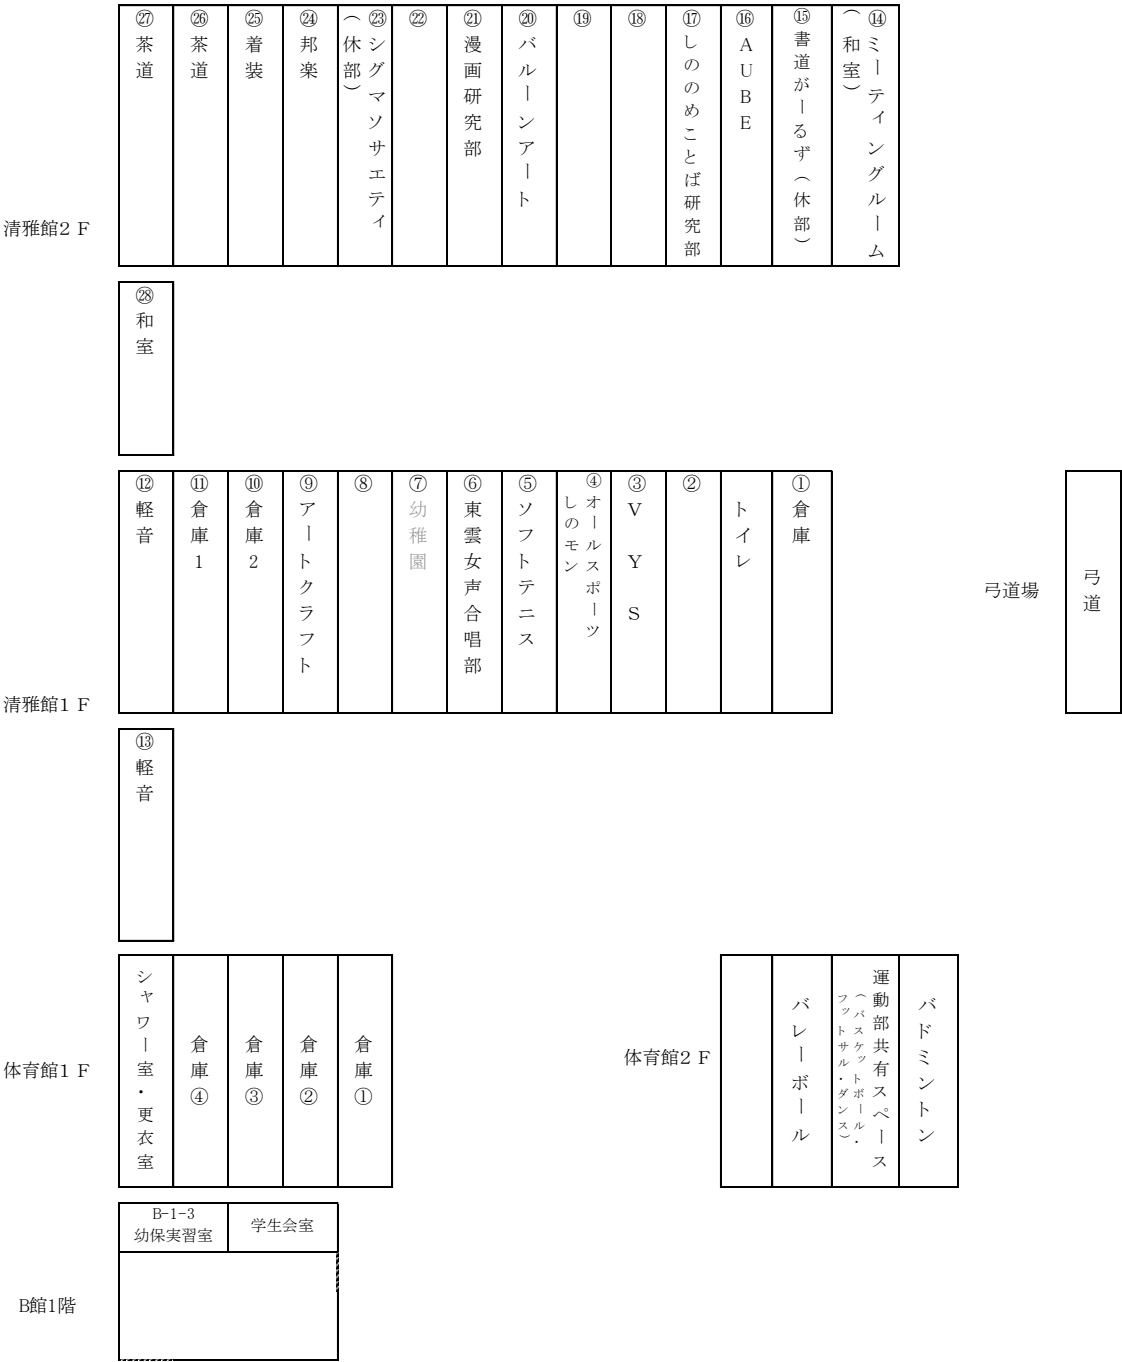 清雅館2F
⑭ミーティングルーム
(和室)
⑮書道がーるず(休部)
⑯AUBE
⑰しののめことば研究部
⑱
⑲
⑳バルーンアート
㉑漫画研究部
㉒
㉓シグマソサエティ
(休部)
㉔邦楽
㉕着装
㉖茶道
㉗茶道
㉘和室
清雅館1F
①倉庫
トイレ
②
③VYS
④オールスポーツ
しのモン
⑤ソフトテニス
⑥東雲女声合唱部
⑦幼稚園
⑧
⑨アートクラフト
⑩倉庫2
⑪倉庫1
⑫軽音
⑬軽音
弓道場
弓道
体育館1F
倉庫①
倉庫②
倉庫③
倉庫④
シャワー室・更衣室
体育館2F
バドミントン
運動部共有スペース
(バスケットボール・
フットサル・ダンス)
バレーボール
B館1階
B-1-3
幼保実習室
学生会室